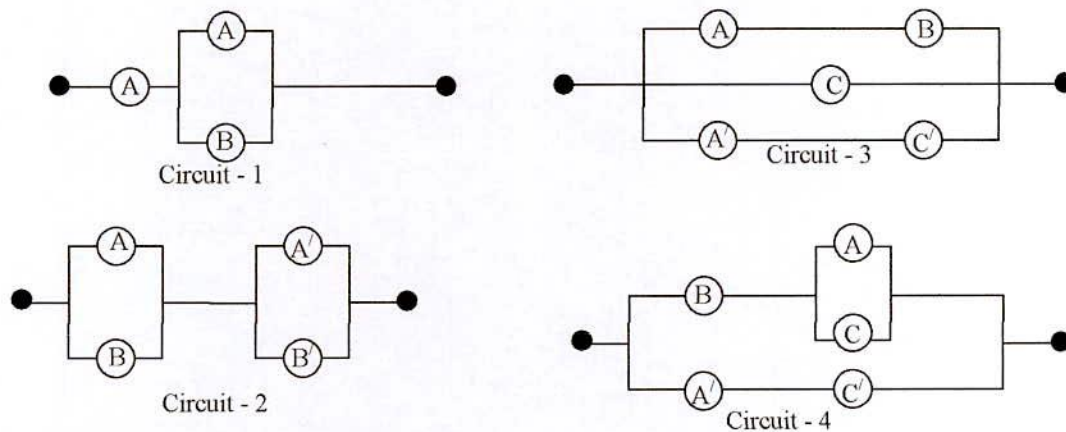 A
A
B
Circuit - 1
A
B
C
A/
C/
Circuit - 3
A
B
A/
B/
Circuit - 2
B
A
C
A/
C/
Circuit - 4